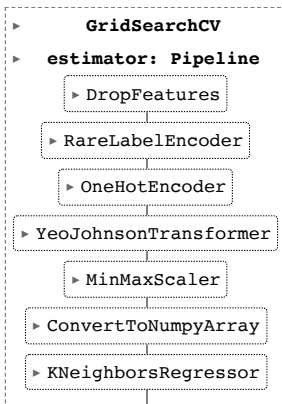 GridSearchCV
estimator: Pipeline
DropFeatures
RareLabelEncoder
OneHotEncoder
YeoJohnsonTransformer
MinMaxScaler
ConvertToNumpyArray
KNeighborsRegressor